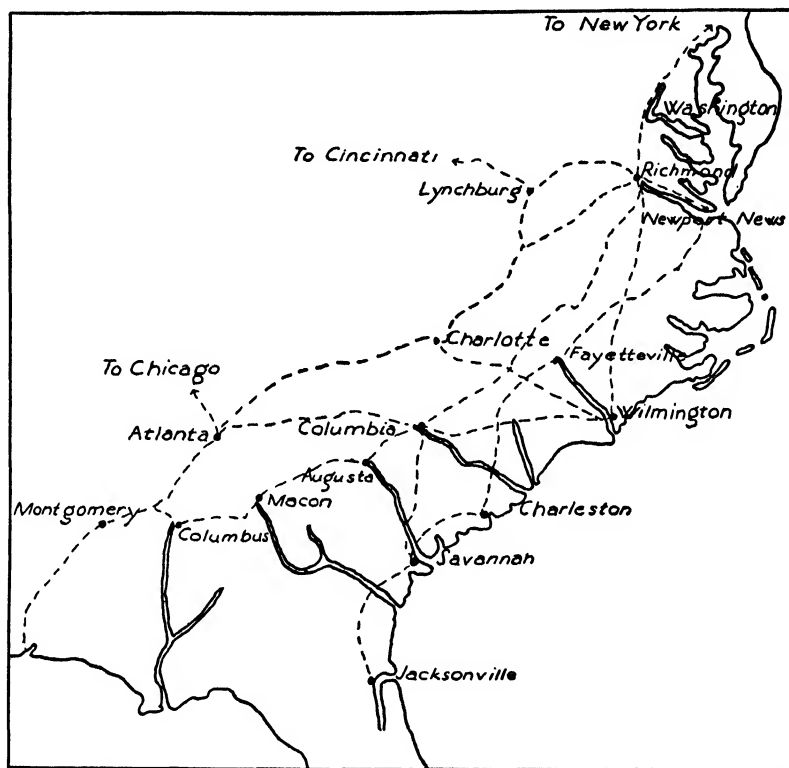 To New York
Washington
To Cincinnati
Richmond
Lynchburg
Newport News
Charlotte
Fayetteville
To Chicago
Wilmington
Atlanta
Columbia
Augusta
Macon
Montgomery
Charleston
Columbus
Savannah
Jacksonville